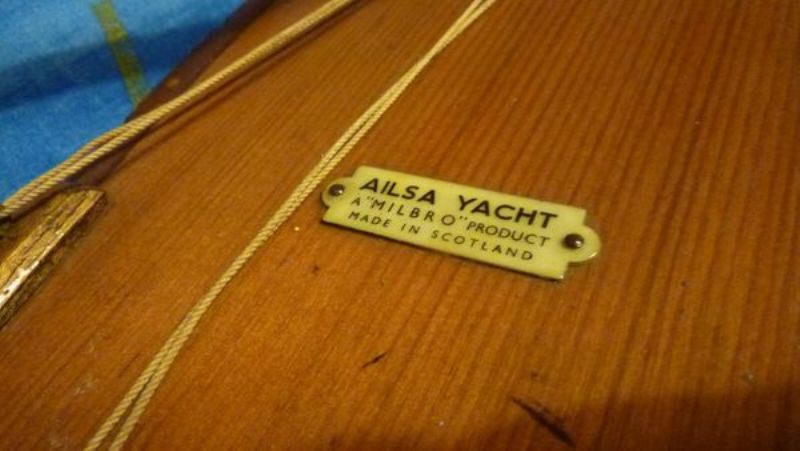 AILSA YACHT
A "MILBRO" PRODUCT
MADE IN SCOTLAND